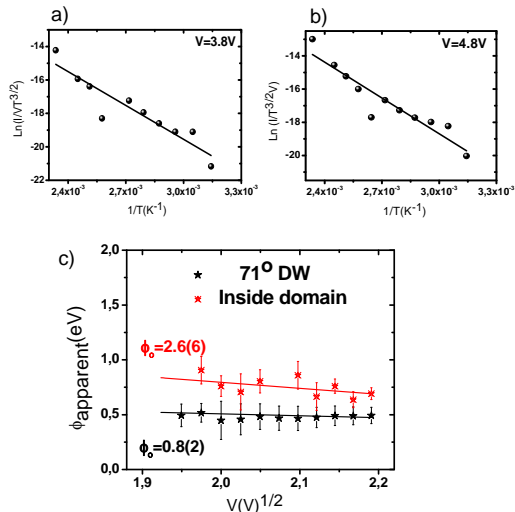 a)
V=3.8V
Ln(I/VT^3/2)
-14
-16
-18
-20
-22
2,4x10^-3 2,7x10^-3 3,0x10^-3 3,3x10^-3
1/T(K^-1)
b)
V=4.8V
Ln (I/T^3/2V)
-14
-16
-18
-20
2,4x10^-3 2,7x10^-3 3,0x10^-3 3,3x10^-3
1/T(K^-1)
c)
71° DW
Inside domain
ϕapparent(eV)
2,0
1,5
1,0
0,5
0,0
ϕo=2.6(6)
ϕo=0.8(2)
1,9 2,0 2,1 2,2
V(V)^1/2